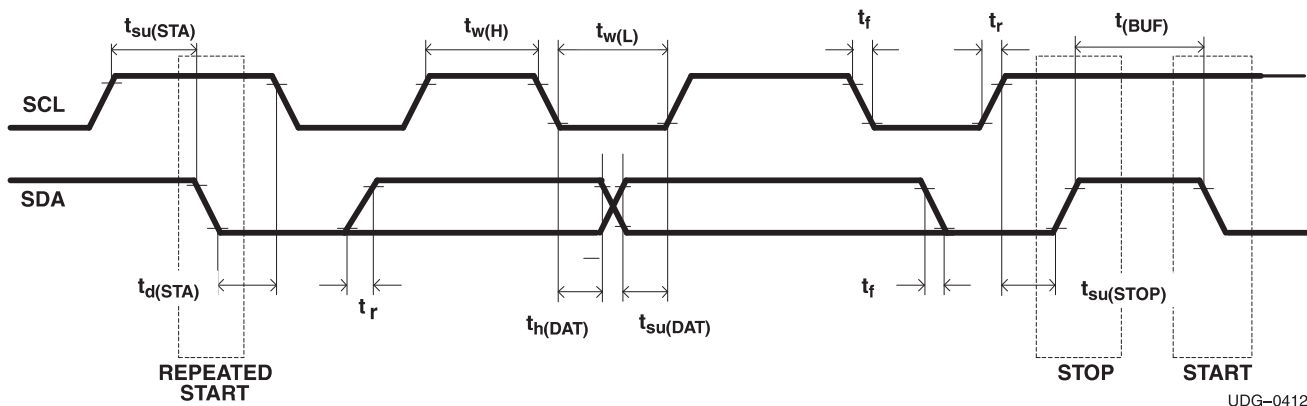 tsu(STA)
tw(H)
tw(L)
tf
tr
t(BUF)
SCL
SDA
td(STA)
tr
th(DAT)
tsu(DAT)
tf
tsu(STOP)
REPEATED
START
STOP
START
UDG–0412